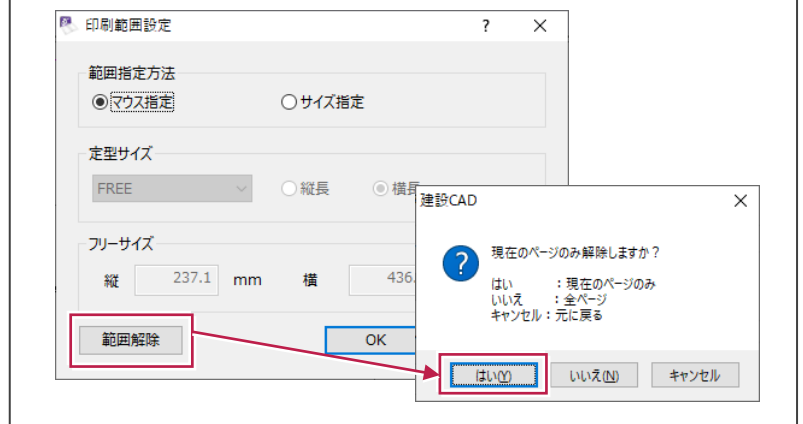 印刷範囲設定
?
範囲指定方法
マウス指定
サイズ指定
定型サイズ
FREE
縦長
横長
フリーサイズ
縦
237.1
mm
横
436.
範囲解除
OK
建設CAD
?
現在のページのみ解除しますか?
はい :現在のページのみ
いいえ :全ページ
キャンセル:元に戻る
はい(Y)
いいえ(N)
キャンセル